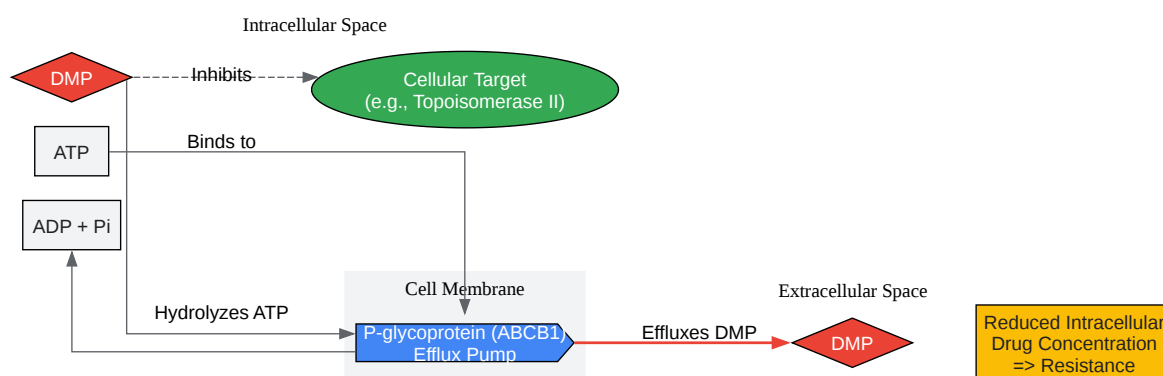 Intracellular Space
DMP
Inhibits
Cellular Target
(e.g., Topoisomerase II)
ATP
Binds to
ADP + Pi
Cell Membrane
Extracellular Space
Hydrolyzes ATP
P-glycoprotein (ABCB1)
Efflux Pump
Effluxes DMP
DMP
Reduced Intracellular
Drug Concentration
=> Resistance